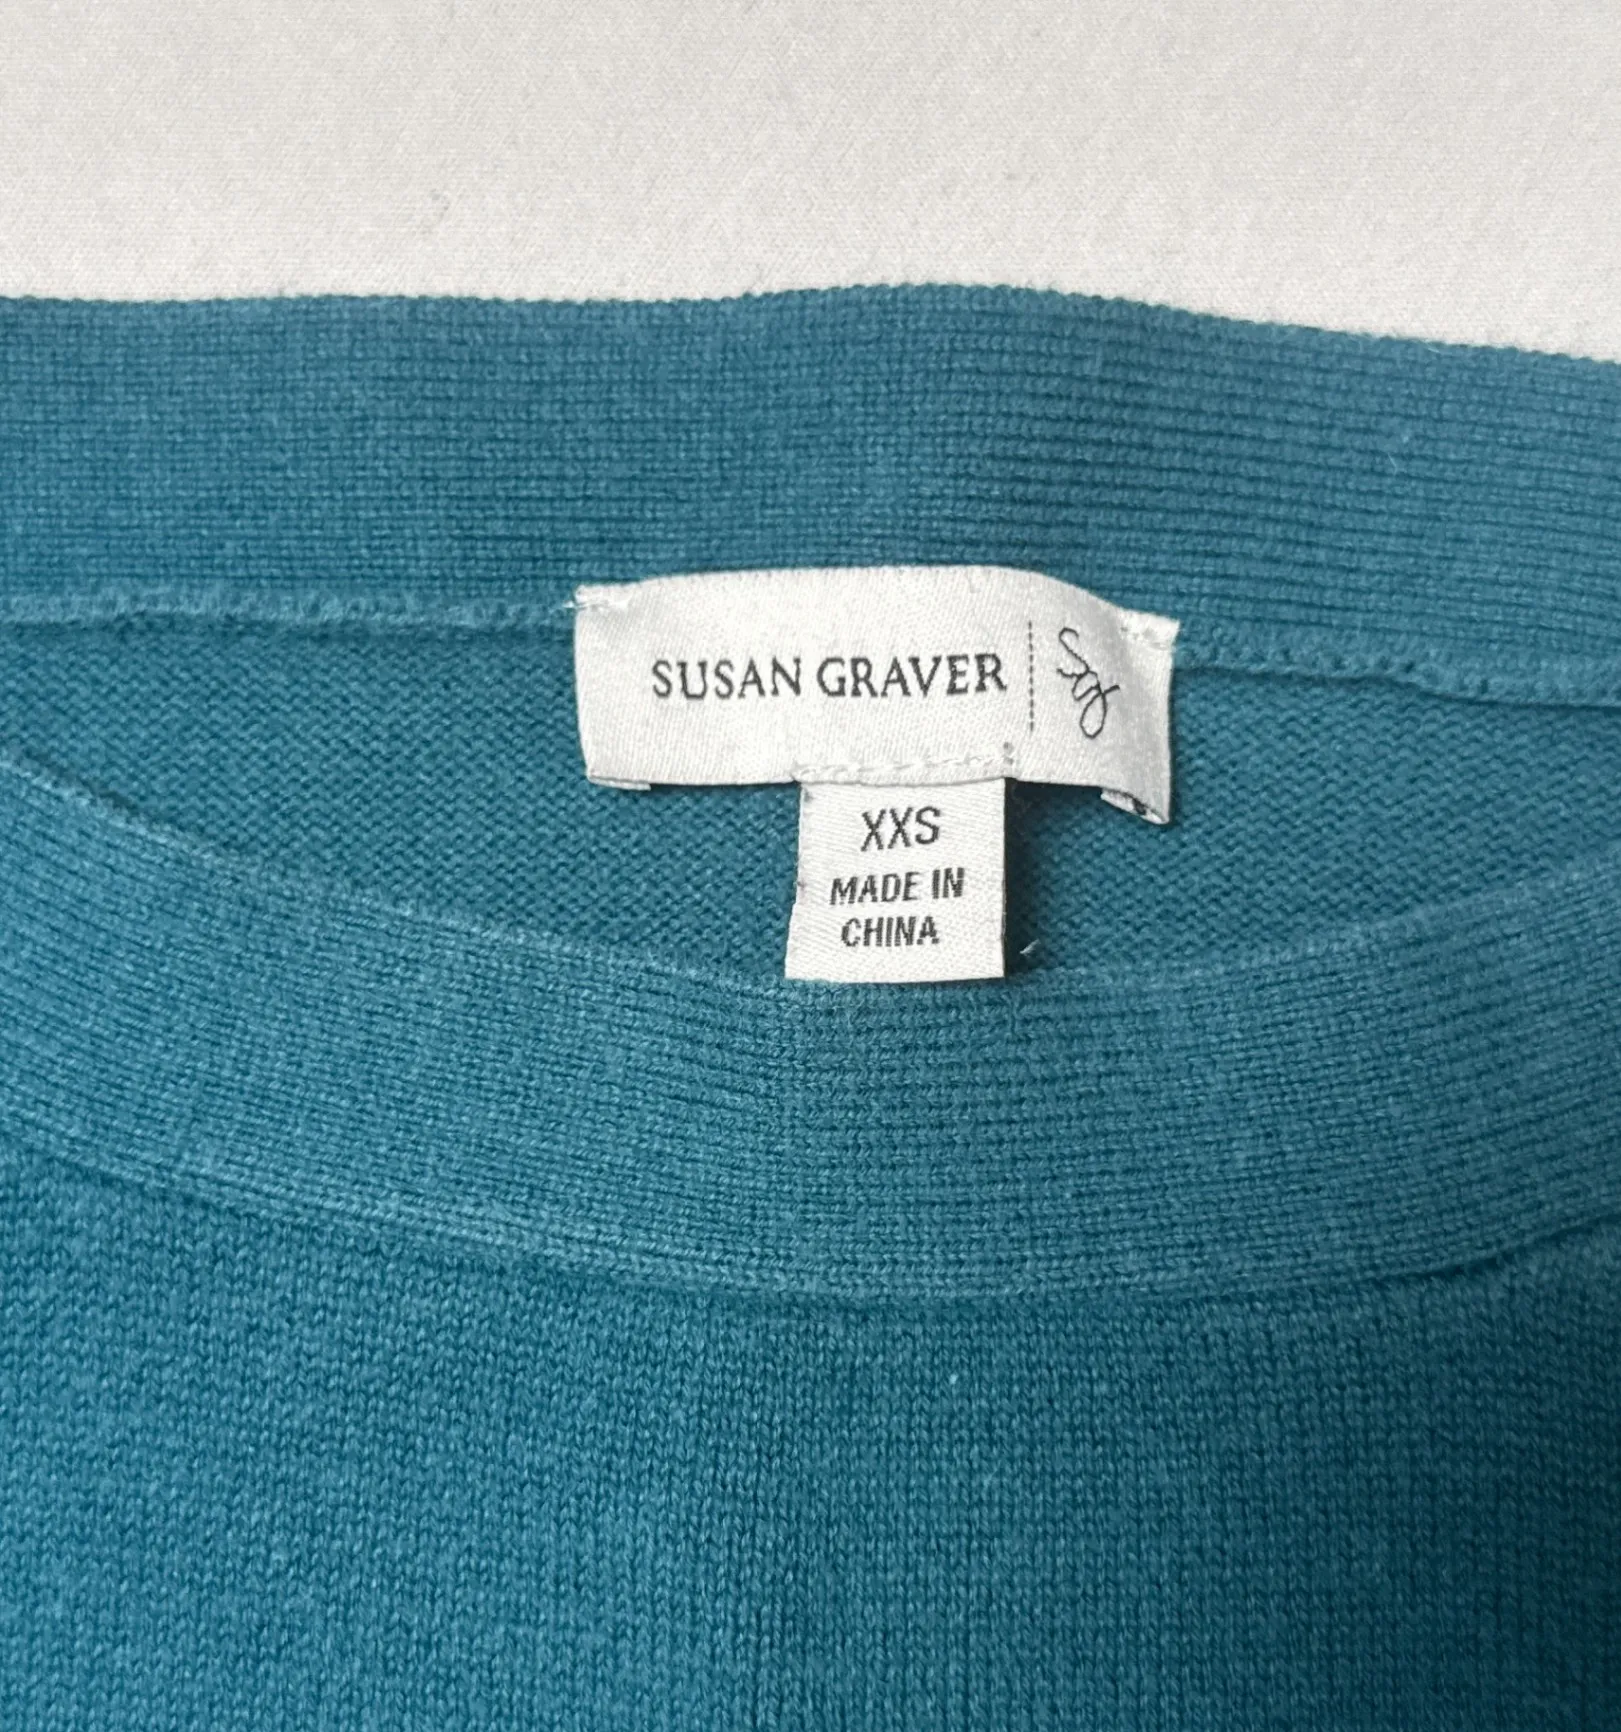 SUSAN GRAVER
XXS
MADE IN
CHINA